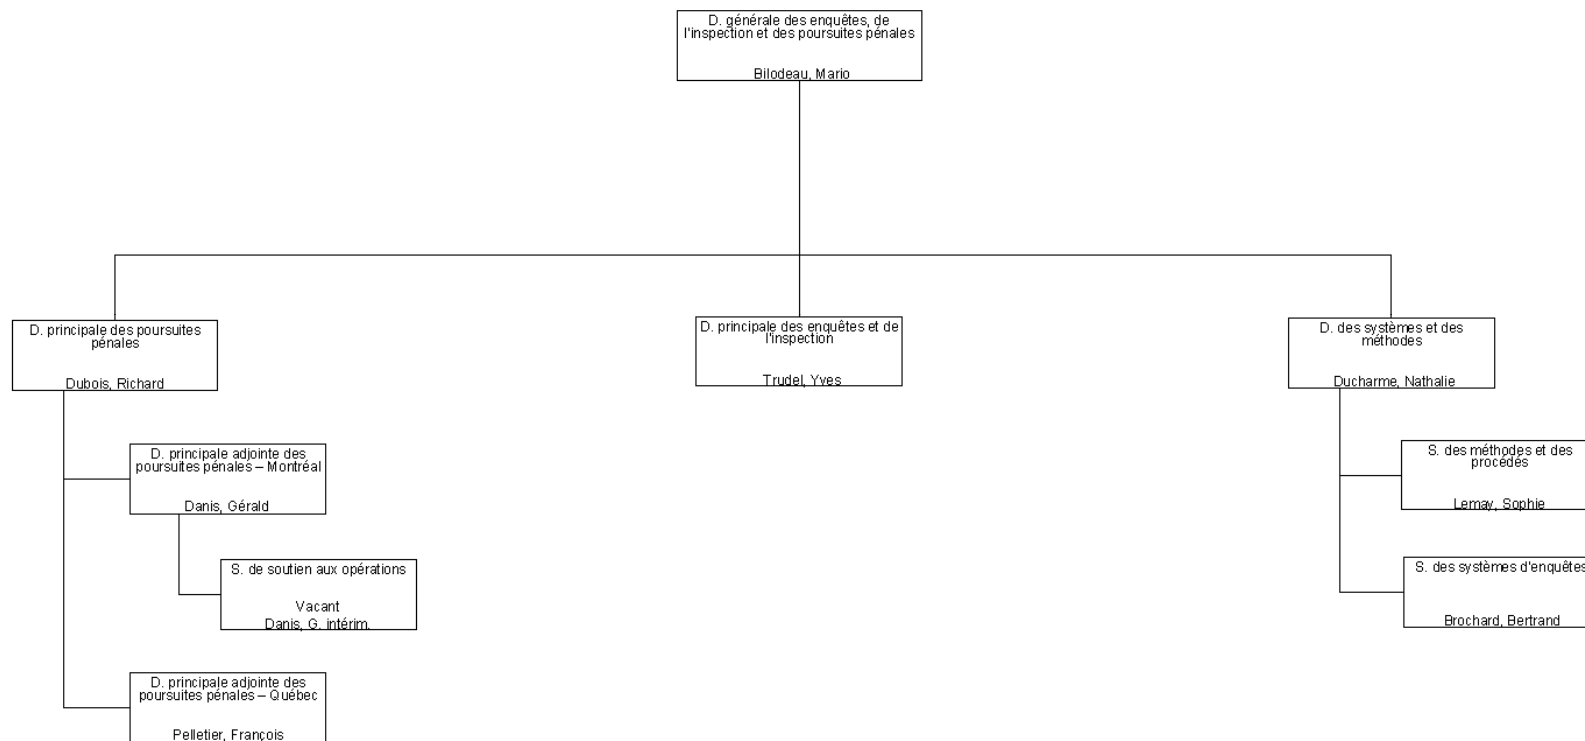 D. générale des enquêtes, de
l'inspection et des poursuites pénales
Bilodeau, Mario
D. principale des poursuites
pénales
Dubois, Richard
D. principale des enquêtes et de
l'inspection
Trudel, Yves
D. des systèmes et des
méthodes
Ducharme, Nathalie
D. principale adjointe des
poursuites pénales – Montréal
Danis, Gérald
S. de soutien aux opérations
Vacant
Danis, G. intérim.
D. principale adjointe des
poursuites pénales – Québec
Pelletier, François
S. des méthodes et des
procédés
Lemay, Sophie
S. des systèmes d'enquêtes
Brochard, Bertrand